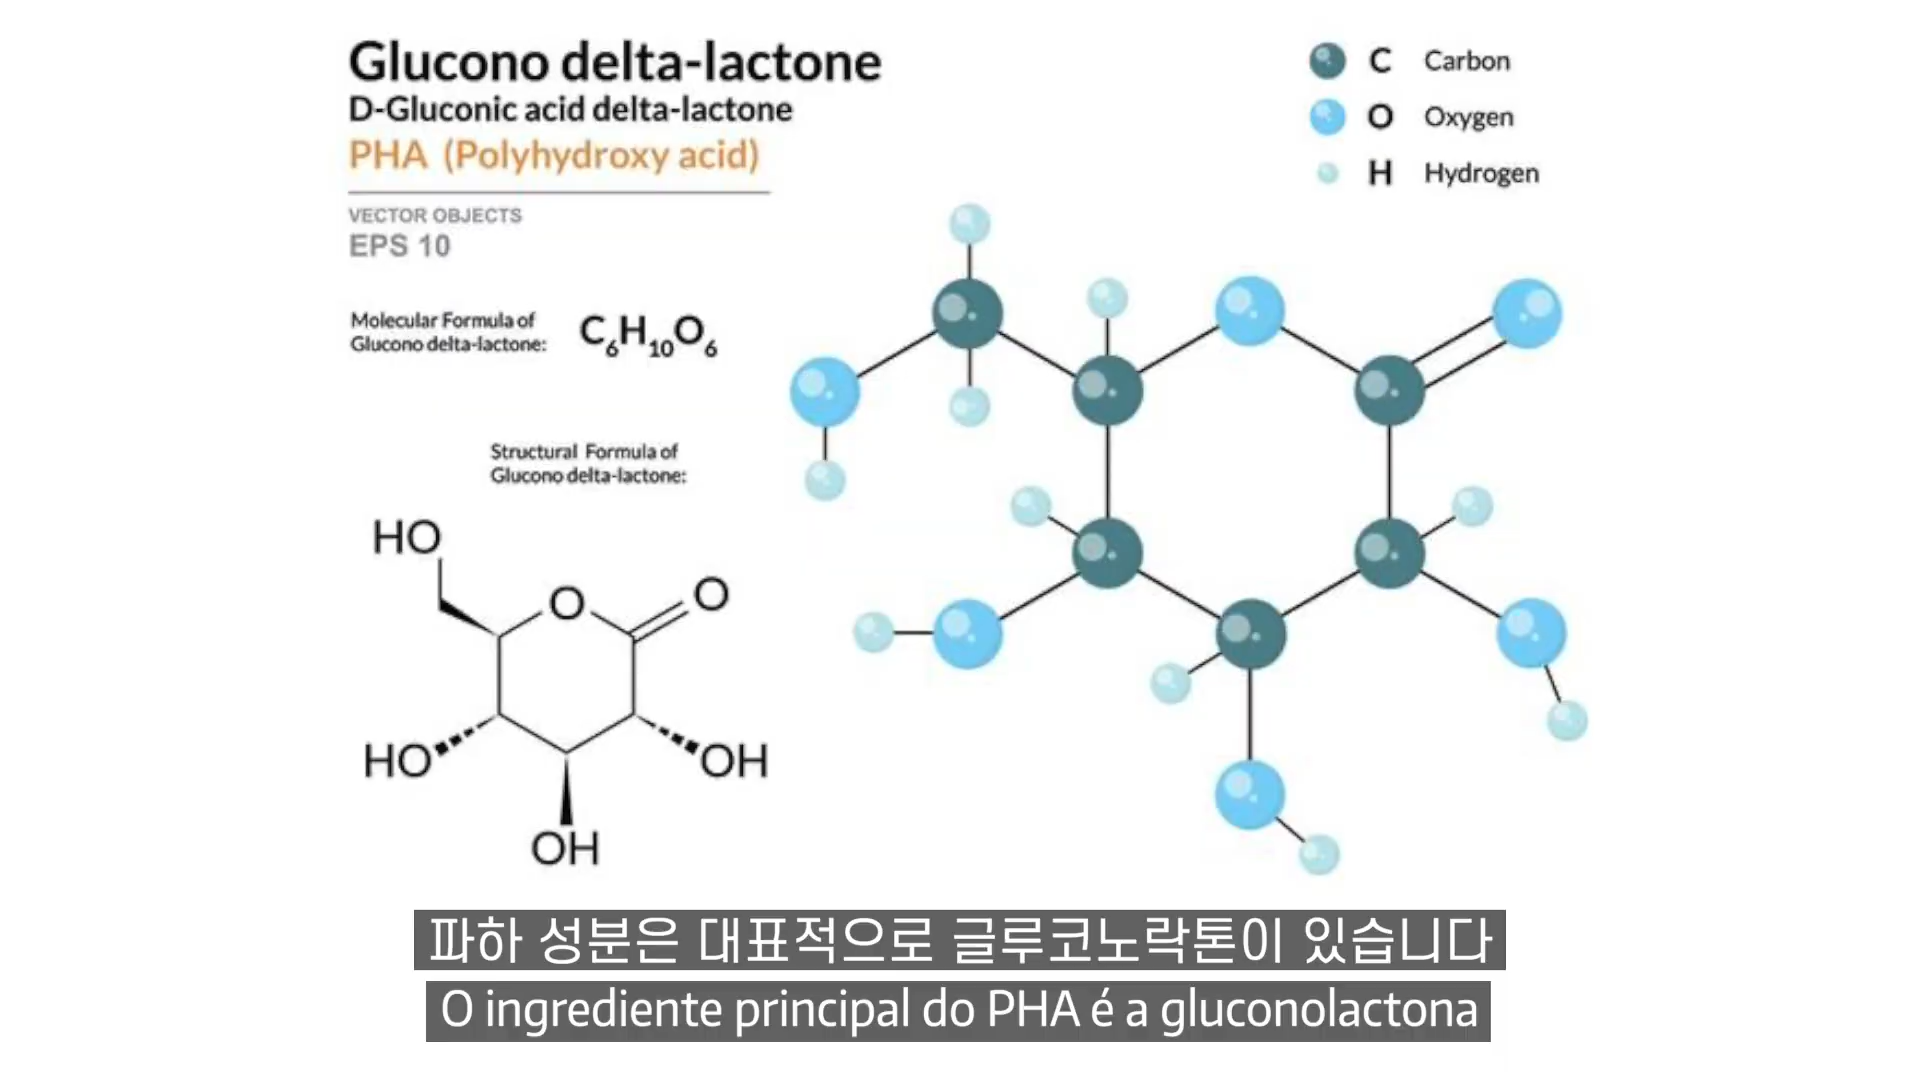 Glucono delta-lactone
D-Gluconic acid delta-lactone
PHA (Polyhydroxy acid)
VECTOR OBJECTS
EPS 10
C Carbon
O Oxygen
H Hydrogen
Molecular Formula of
Glucono delta-lactone:
C₆H₁₀O₆
Structural Formula of
Glucono delta-lactone:
HO
O
O
HO
OH
OH
파하 성분은 대표적으로 글루코노락톤이 있습니다
O ingrediente principal do PHA é a gluconolactona